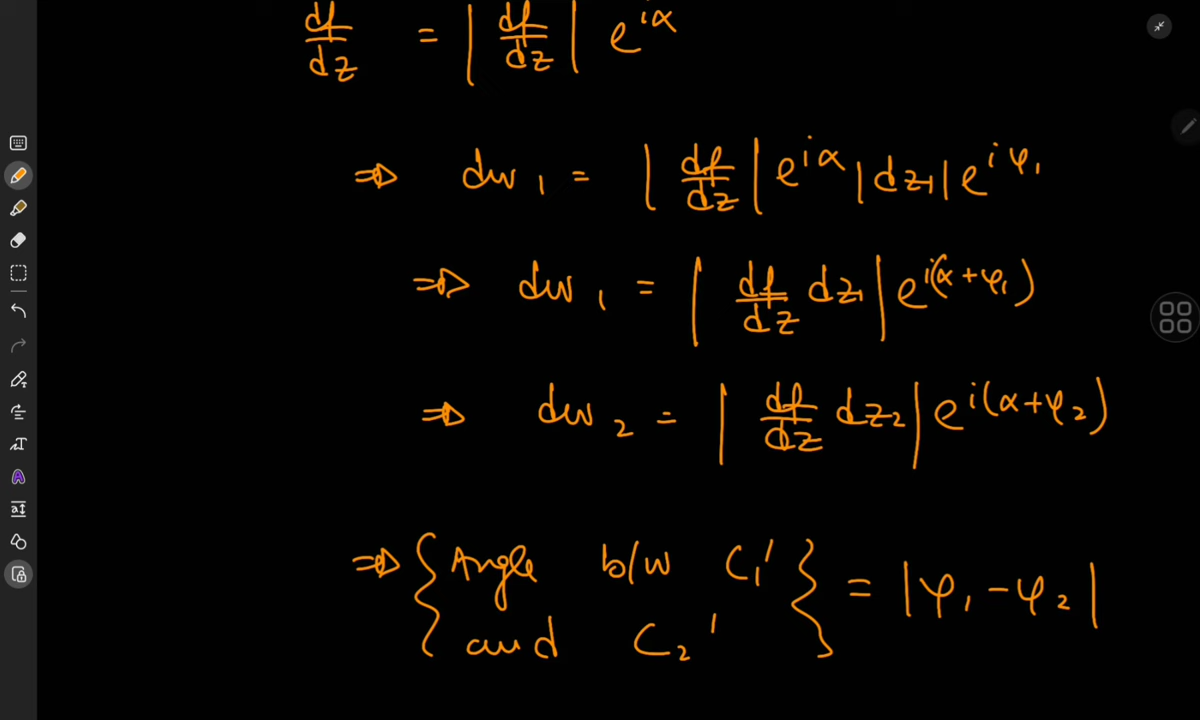 df/dz = |df/dz| e^{iα}
⇒ dw₁ = |df/dz| e^{iα} |dz₁| e^{iφ₁}
⇒ dw₁ = |df/dz dz₁| e^{i(α+φ₁)}
⇒ dw₂ = |df/dz dz₂| e^{i(α+φ₂)}
⇒ {Angle b/w C₁'
and C₂'} = |φ₁-φ₂|